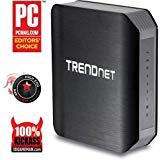 PC
PCMAG.COM
EDITORS'
CHOICE
TRENDNET
100%
KICKASS